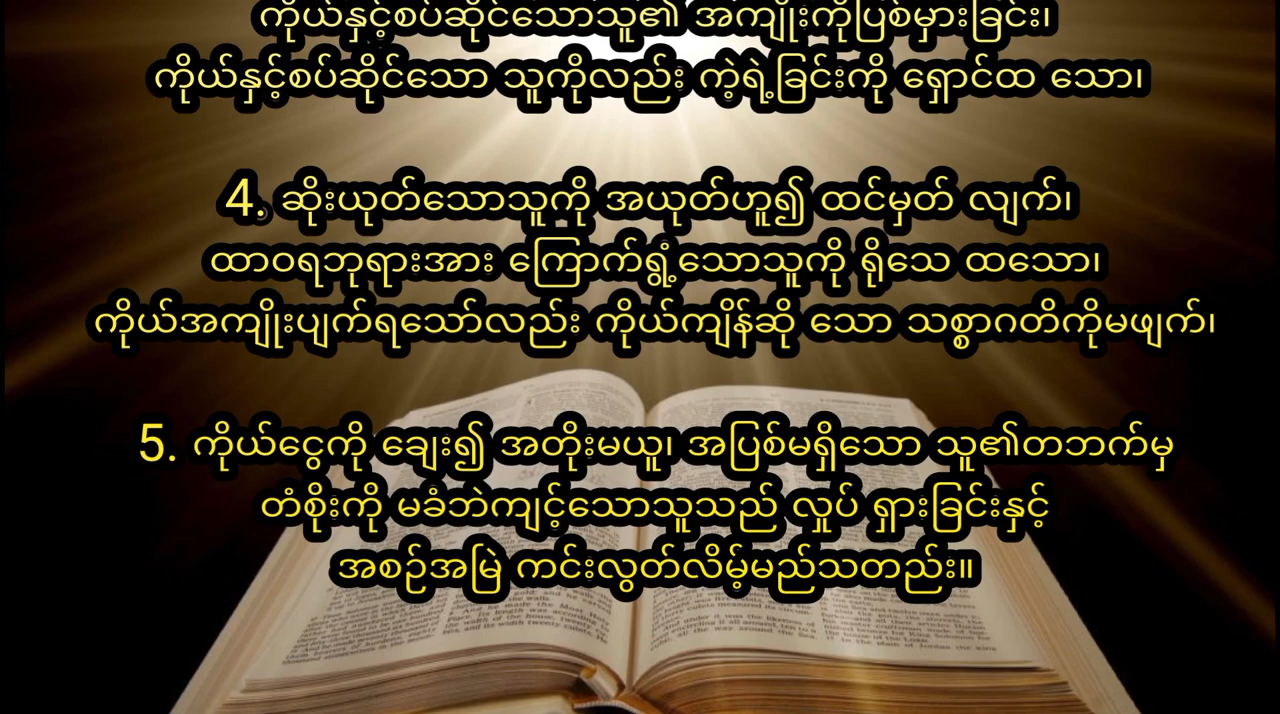 ကိုယ်နှင့်စပ်ဆိုင်သောသူ၏ အကျိုးကိုပြစ်မှားခြင်း၊
ကိုယ်နှင့်စပ်ဆိုင်သော သူကိုလည်း ကဲ့ရဲ့ခြင်းကို ရှောင်ထ သော၊
4. ဆိုးယုတ်သောသူကို အယုတ်ဟူ၍ ထင်မှတ် လျက်၊
ထာဝရဘုရားအား ကြောက်ရွံ့သောသူကို ရိုသေ ထသော၊
ကိုယ်အကျိုးပျက်ရသော်လည်း ကိုယ်ကျိန်ဆို သော သစ္စာဂတိကိုမဖျက်၊
5. ကိုယ်ငွေကို ချေး၍ အတိုးမယူ၊ အပြစ်မရှိသော သူ၏တဘက်မှ
တံစိုးကို မခံဘဲကျင့်သောသူသည် လှုပ် ရှားခြင်းနှင့်
အစဉ်အမြဲ ကင်းလွတ်လိမ့်မည်သတည်း။